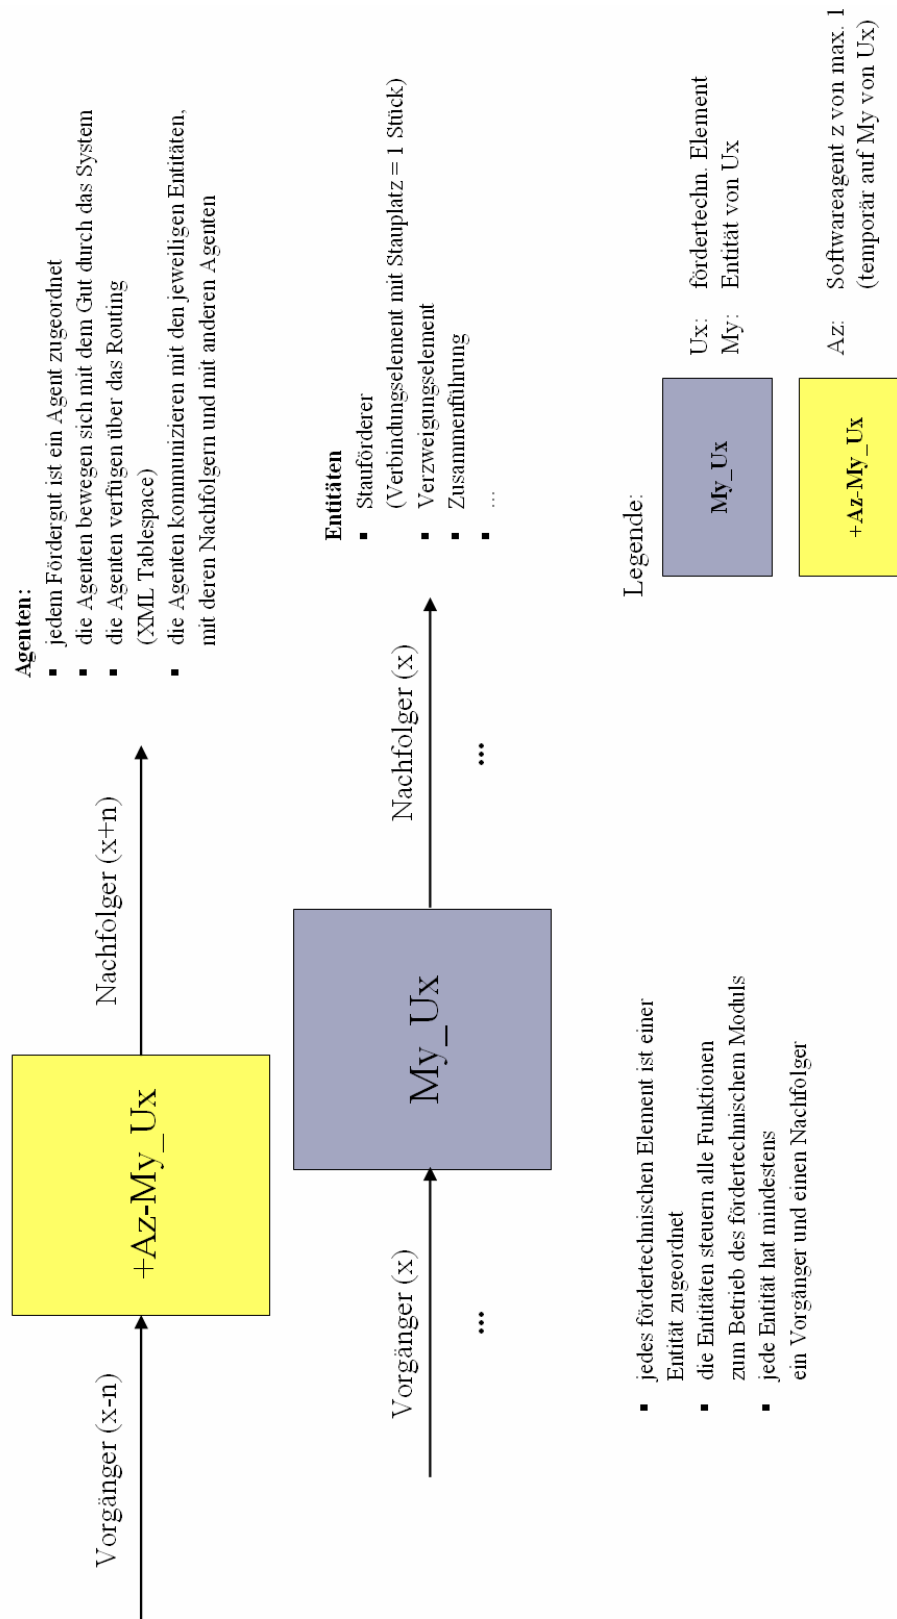 Agenten:
▪ jedem Fördergut ist ein Agent zugeordnet
▪ die Agenten bewegen sich mit dem Gut durch das System
▪ die Agenten verfügen über das Routing
(XML Tablespace)
▪ die Agenten kommunizieren mit den jeweiligen Entitäten,
mit deren Nachfolgern und mit anderen Agenten
Vorgänger (x-n)
+Az-My_Ux
Nachfolger (x+n)
Entitäten
▪ Stauförderer
(Verbindungselement mit Stauplatz = 1 Stück)
▪ Verzweigungselement
▪ Zusammenführung
▪ ...
Vorgänger (x)
...
My_Ux
Nachfolger (x)
...
▪ jedes fördertechnischen Element ist einer
Entität zugeordnet
▪ die Entitäten steuern alle Funktionen
zum Betrieb des fördertechnischem Moduls
▪ jede Entität hat mindestens
ein Vorgänger und einen Nachfolger
Legende:
My_Ux
Ux: fördertechn. Element
My: Entität von Ux
+Az-My_Ux
Az: Softwareagent z von max. 1
(temporär auf My von Ux)